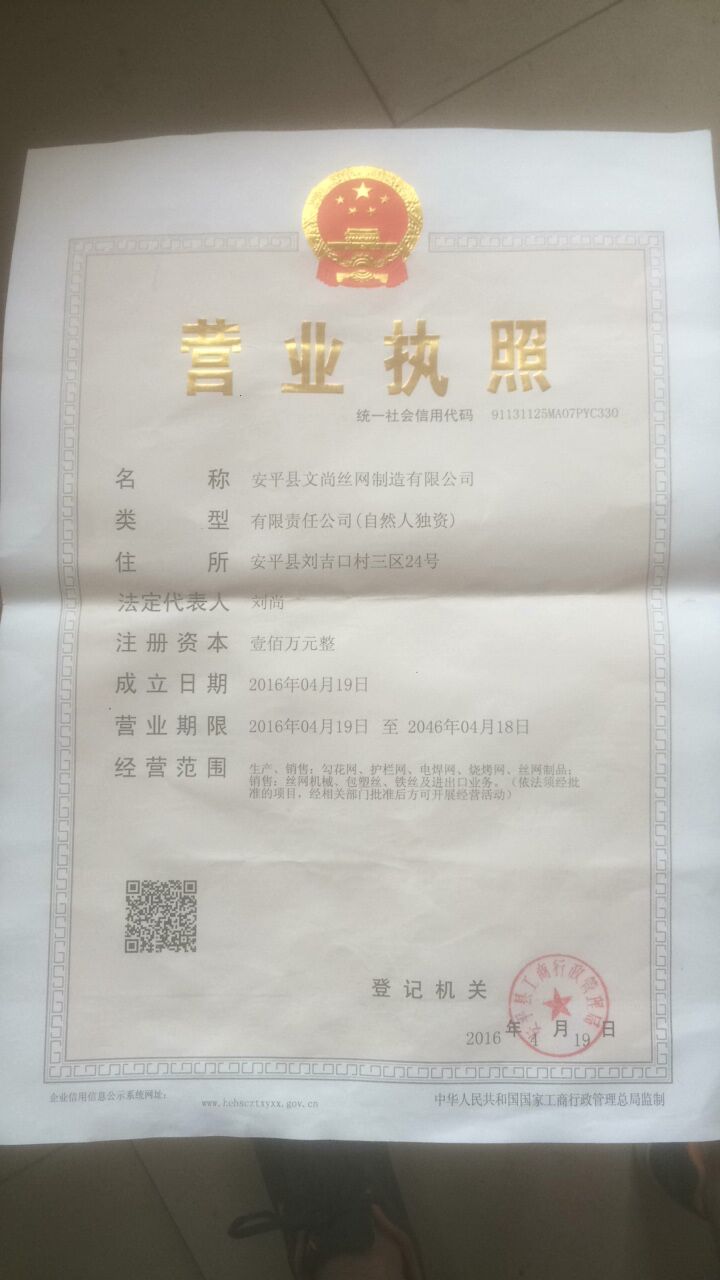 营业执照
统一社会信用代码 91131125MA07PYC330
名称 安平县文尚丝网制造有限公司
类型 有限责任公司(自然人独资)
住所 安平县刘吉口村三区24号
法定代表人 刘尚
注册资本 壹佰万元整
成立日期 2016年04月19日
营业期限 2016年04月19日 至 2046年04月18日
经营范围 生产、销售：勾花网、护栏网、电焊网、烧烤网、丝网制品；
销售：丝网机械、包塑丝、铁丝及进出口业务。（依法须经批
准的项目，经相关部门批准后方可开展经营活动）
登记机关
安平县工商行政管理局
2016年4月19日
企业信用信息公示系统网址：
www.hebscztxyxx.gov.cn
中华人民共和国国家工商行政管理总局监制